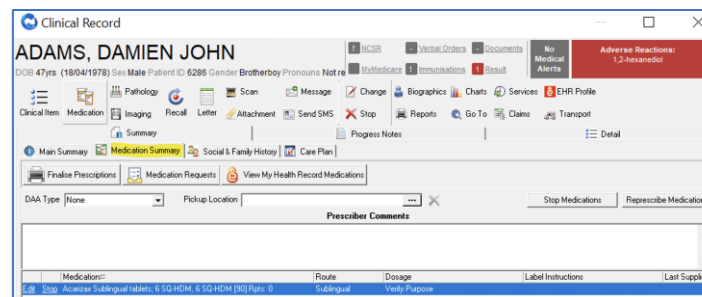 Clinical Record
ADAMS, DAMIEN JOHN
DOB 47yrs (18/04/1978) Sex Male Patient ID 6286 Gender Brotherboy Pronouns Not re
! NCSR - Verbal Orders - Documents
MyMedicare ! Immunisations 1 Result
No Medical Alerts
Adverse Reactions:
1,2-hexanediol
Pathology Scan Message Change Biographics Charts Services EHR Profile
Clinical Item Medication Imaging Recall Letter Attachment Send SMS Stop Reports Go To Claims Transport
Summary Progress Notes Detail
Main Summary Medication Summary Social & Family History Care Plan
Finalise Prescriptions Medication Requests View My Health Record Medications
DAA Type None Pickup Location ... Stop Medications Represcribe Medication
Prescriber Comments
Medication= Route Dosage Label Instructions Last Suppli
Edit Stop Acarizax Sublingual tablets: 6 SQ-HDM, 6 SQ-HDM [90] Rpts: 0 Sublingual Verify Purpose